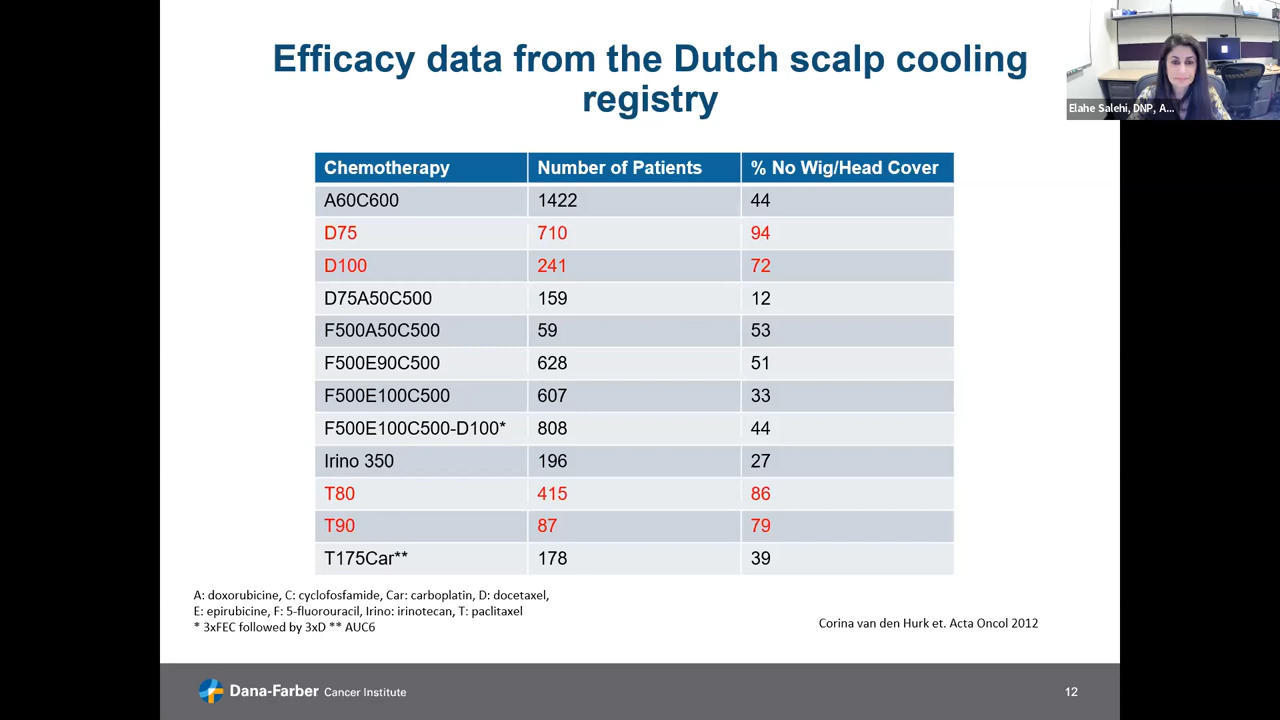 Efficacy data from the Dutch scalp cooling
registry
Elahe Salehi, DNP, A...
Chemotherapy Number of Patients % No Wig/Head Cover
A60C600 1422 44
D75 710 94
D100 241 72
D75A50C500 159 12
F500A50C500 59 53
F500E90C500 628 51
F500E100C500 607 33
F500E100C500-D100* 808 44
Irino 350 196 27
T80 415 86
T90 87 79
T175Car** 178 39
A: doxorubicine, C: cyclofosfamide, Car: carboplatin, D: docetaxel,
E: epirubicine, F: 5-fluorouracil, Irino: irinotecan, T: paclitaxel
* 3xFEC followed by 3xD ** AUC6
Corina van den Hurk et. Acta Oncol 2012
Dana-Farber Cancer Institute
12